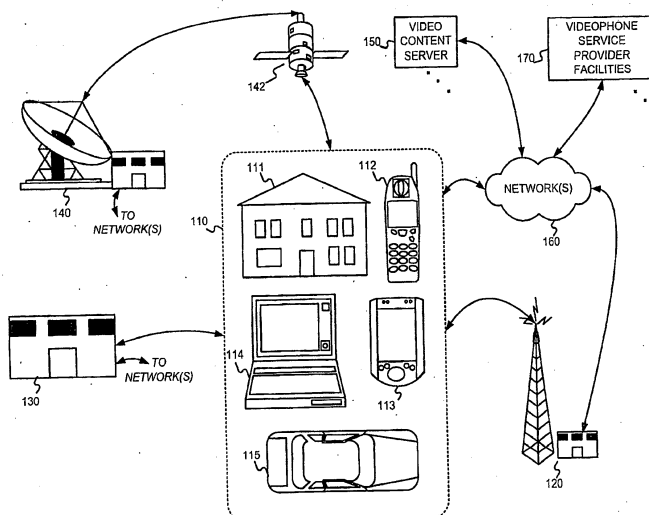 150
VIDEO
CONTENT
SERVER
170
VIDEOPHONE
SERVICE
PROVIDER
FACILITIES
142
140
TO
NETWORK(S)
111
112
110
NETWORK(S)
160
130
TO
NETWORK(S)
114
113
115
120